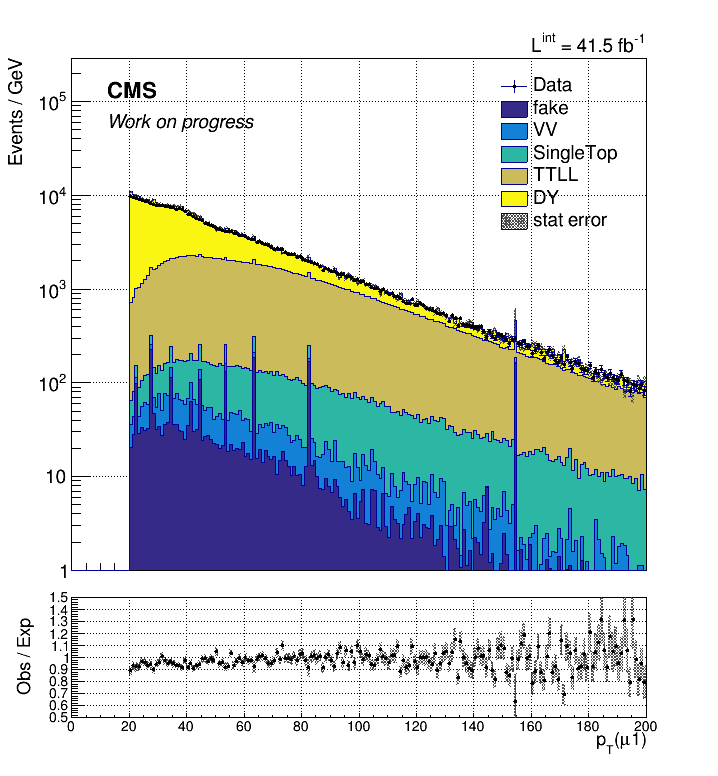 L^int = 41.5 fb^-1
Events / GeV
CMS
Work on progress
Data
fake
VV
SingleTop
TTLL
DY
stat error
10^5
10^4
10^3
10^2
10
1
Obs / Exp
1.5
1.4
1.3
1.2
1.1
1
0.9
0.8
0.7
0.6
0.5
0 20 40 60 80 100 120 140 160 180 200
p_T(μ1)